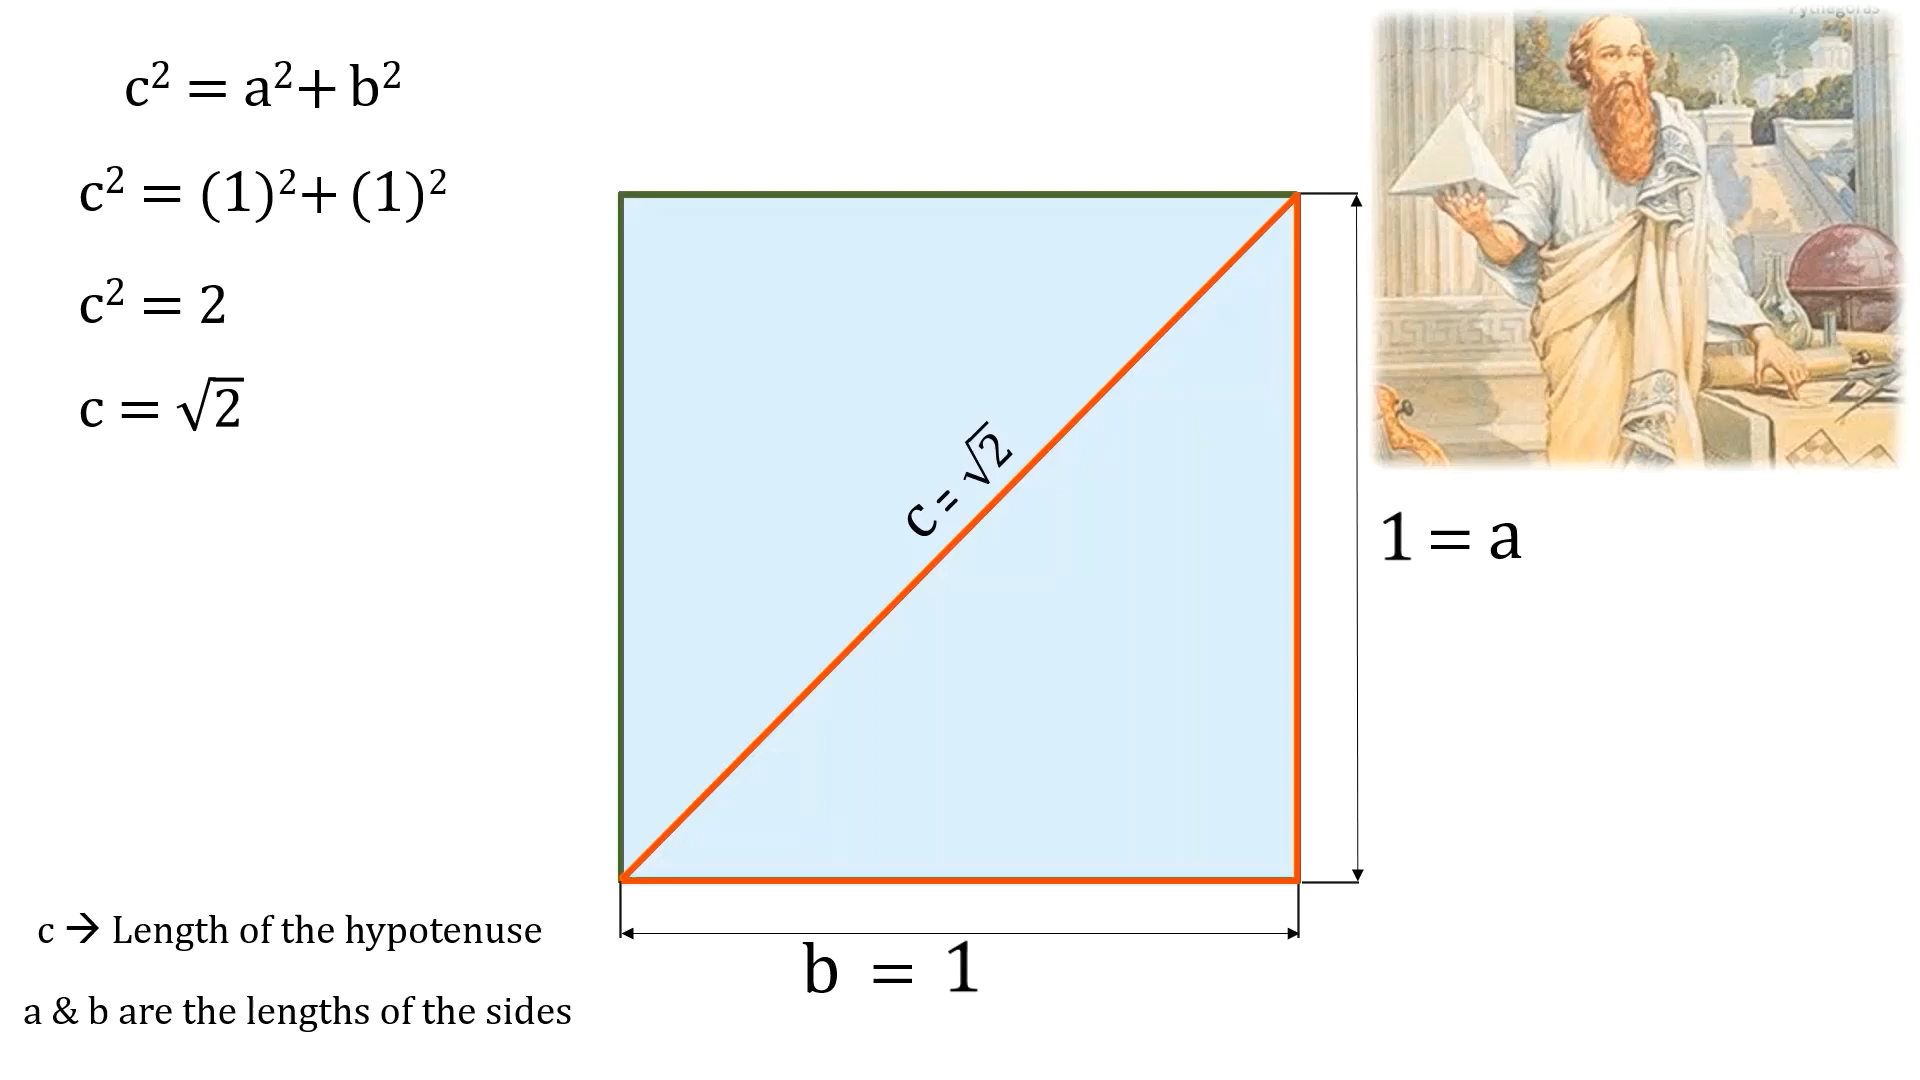 c² = a²+ b²
c² = (1)²+ (1)²
c² = 2
c = √2
Pythagoras
c = √2
1 = a
b = 1
c → Length of the hypotenuse
a & b are the lengths of the sides